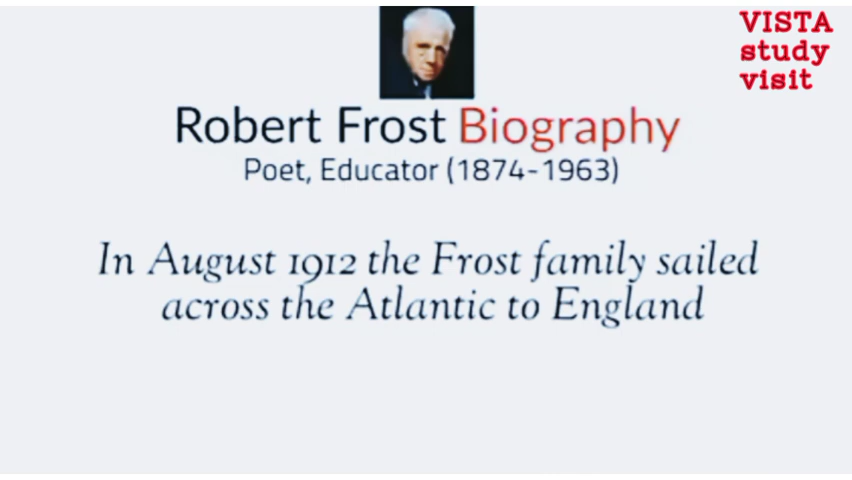 VISTA
study
visit
Robert Frost Biography
Poet, Educator (1874-1963)
In August 1912 the Frost family sailed
across the Atlantic to England